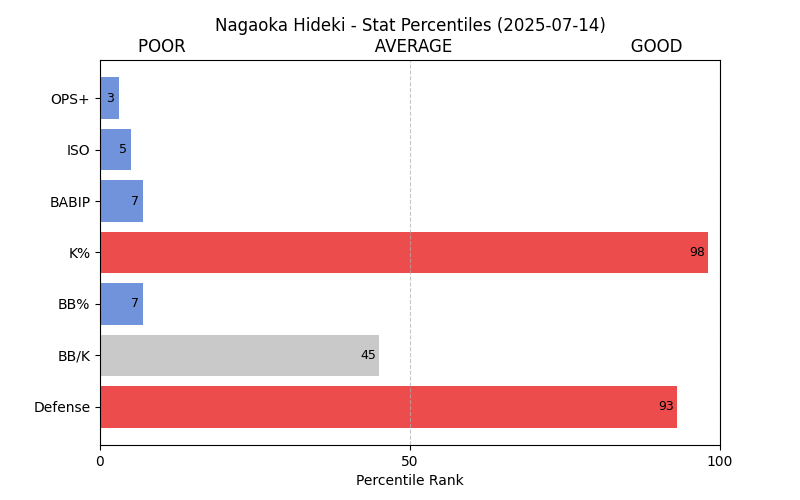 Nagaoka Hideki - Stat Percentiles (2025-07-14)
POOR AVERAGE GOOD
OPS+ 3
ISO 5
BABIP 7
K% 98
BB% 7
BB/K 45
Defense 93
0 50 100
Percentile Rank